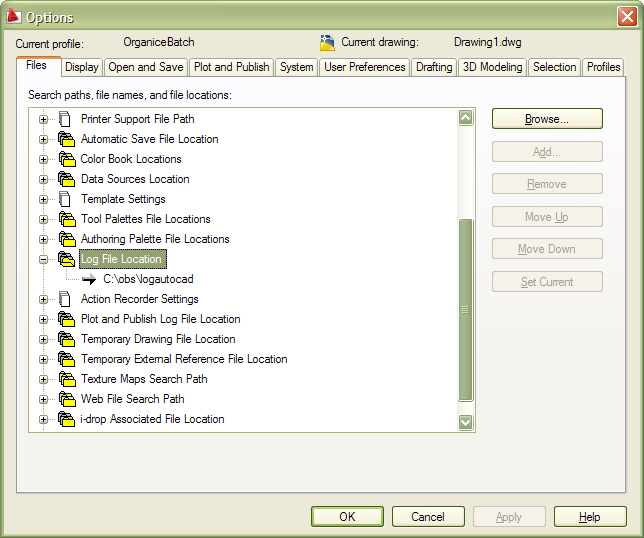 Options
Current profile: OrganiceBatch Current drawing: Drawing1.dwg
Files Display Open and Save Plot and Publish System User Preferences Drafting 3D Modeling Selection Profiles
Search paths, file names, and file locations:
Printer Support File Path
Automatic Save File Location
Color Book Locations
Data Sources Location
Template Settings
Tool Palettes File Locations
Authoring Palette File Locations
Log File Location
C:\obs\logautocad
Action Recorder Settings
Plot and Publish Log File Location
Temporary Drawing File Location
Temporary External Reference File Location
Texture Maps Search Path
Web File Search Path
i-drop Associated File Location
Browse...
Add...
Remove
Move Up
Move Down
Set Current
OK Cancel Apply Help